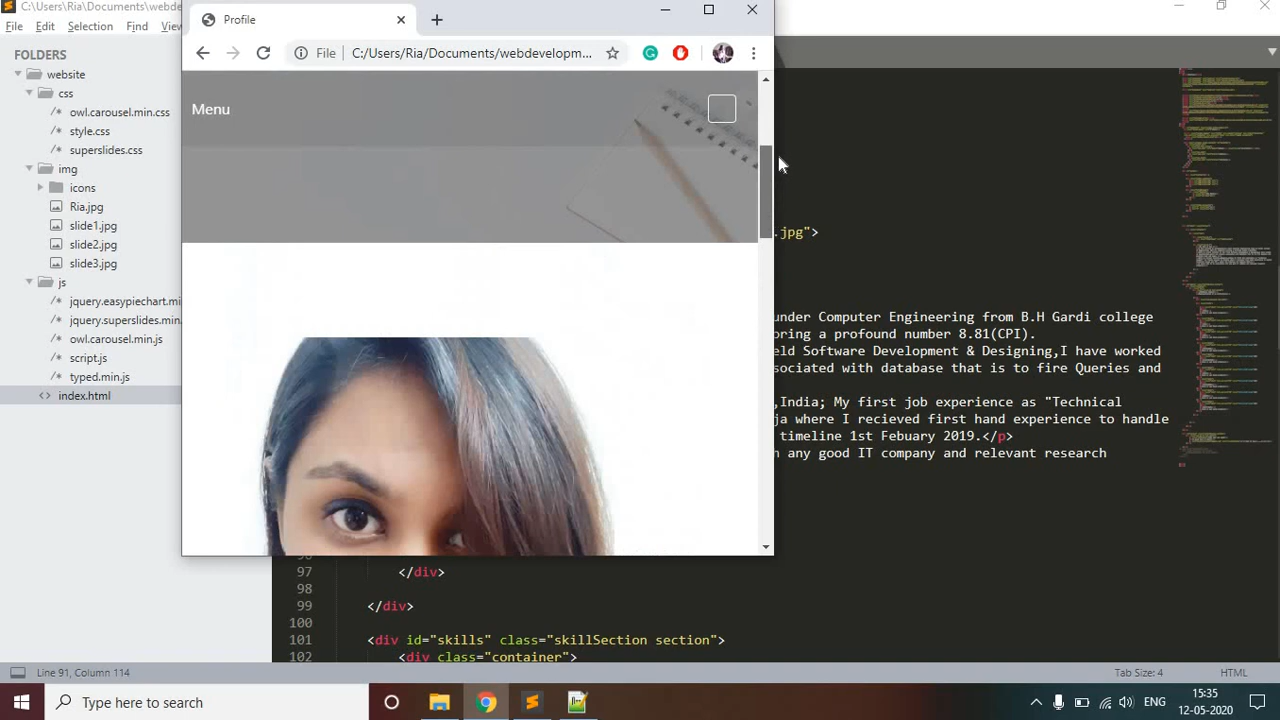 C:\Users\Ria\Documents\webde
File Edit Selection Find View
Profile
File C:/Users/Ria/Documents/webdevelopm...
FOLDERS
website
css
owl.carousel.min.css
style.css
superslides.css
img
icons
Ria.jpg
slide1.jpg
slide2.jpg
slide3.jpg
js
jquery.easypiechart.mi
jquery.superslides.min.
owl.carousel.min.js
script.js
typed.min.js
<> index.html
Menu
.jpg">
under Computer Engineering from B.H Gardi college
ring a profound number 8.81(CPI).
ld Software Development & Designing,I have worked
sociated with database that is to fire Queries and
,India; My first job experience as "Technical
ja where I recieved first hand experience to handle
timeline 1st Febuary 2019.</p>
any good IT company and relevant research
97 </div>
98
99 </div>
100
101 <div id="skills" class="skillSection section">
102 <div class="container">
Line 91, Column 114
Tab Size: 4 HTML
Type here to search
ENG
15:35
12-05-2020